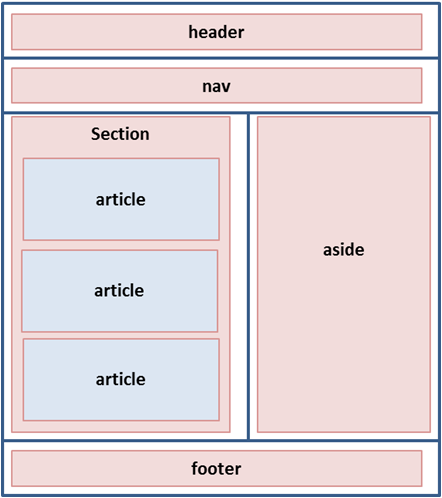 header
nav
Section
article
article
article
aside
footer